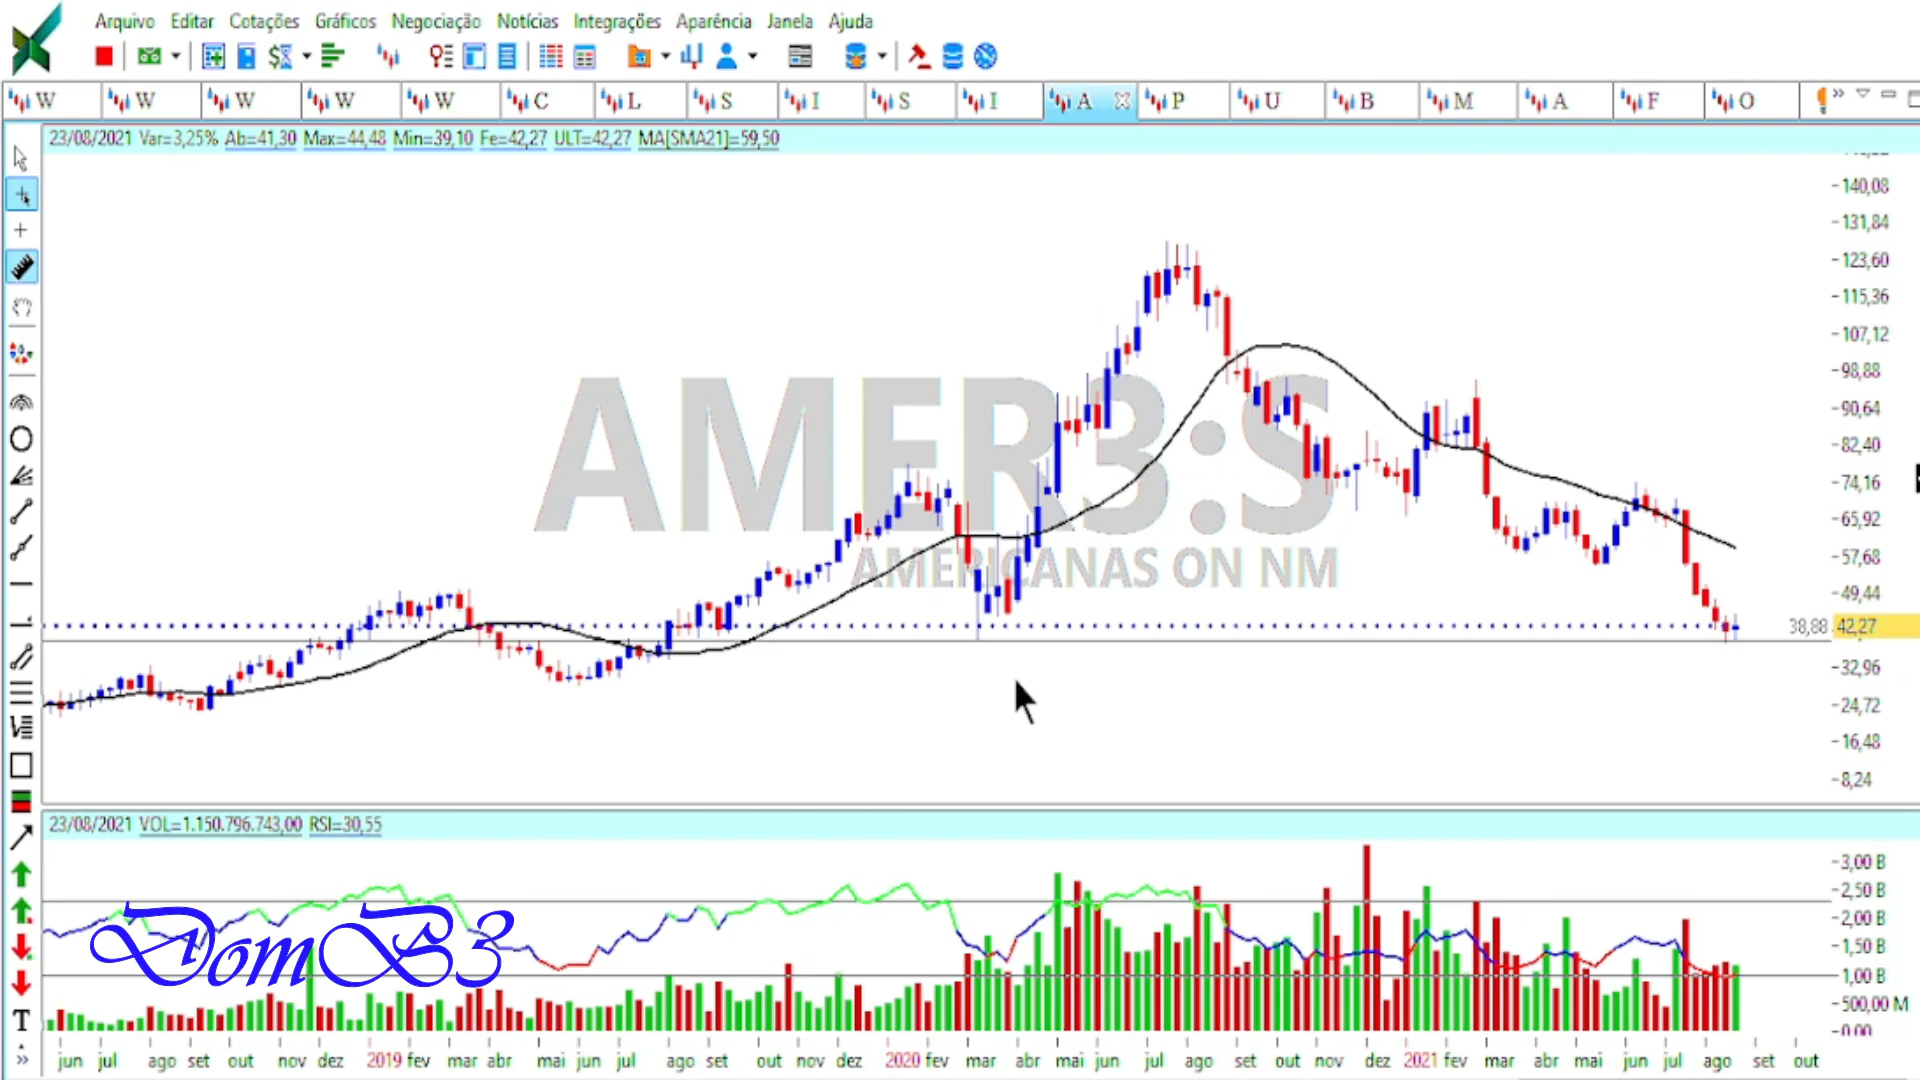 Arquivo Editar Cotações Gráficos Negociação Notícias Integrações Aparência Janela Ajuda
W W W W W C L S I S I A P U B M A F O
23/08/2021 Var=3,25% Ab=41,30 Max=44,48 Min=39,10 Fe=42,27 ULT=42,27 MA[SMA21]=59,50
140,08
131,84
123,60
115,36
107,12
98,88
90,64
82,40
74,16
65,92
57,68
49,44
38,88 42,27
32,96
24,72
16,48
8,24
AMER3:S
AMERICANAS ON NM
23/08/2021 VOL=1.150.796.743,00 RSI=30,55
3,00 B
2,50 B
2,00 B
1,50 B
1,00 B
500,00 M
0,00
DomB3
T
jun jul ago set out nov dez 2019 fev mar abr mai jun jul ago set out nov dez 2020 fev mar abr mai jun jul ago set out nov dez 2021 fev mar abr mai jun jul ago set out